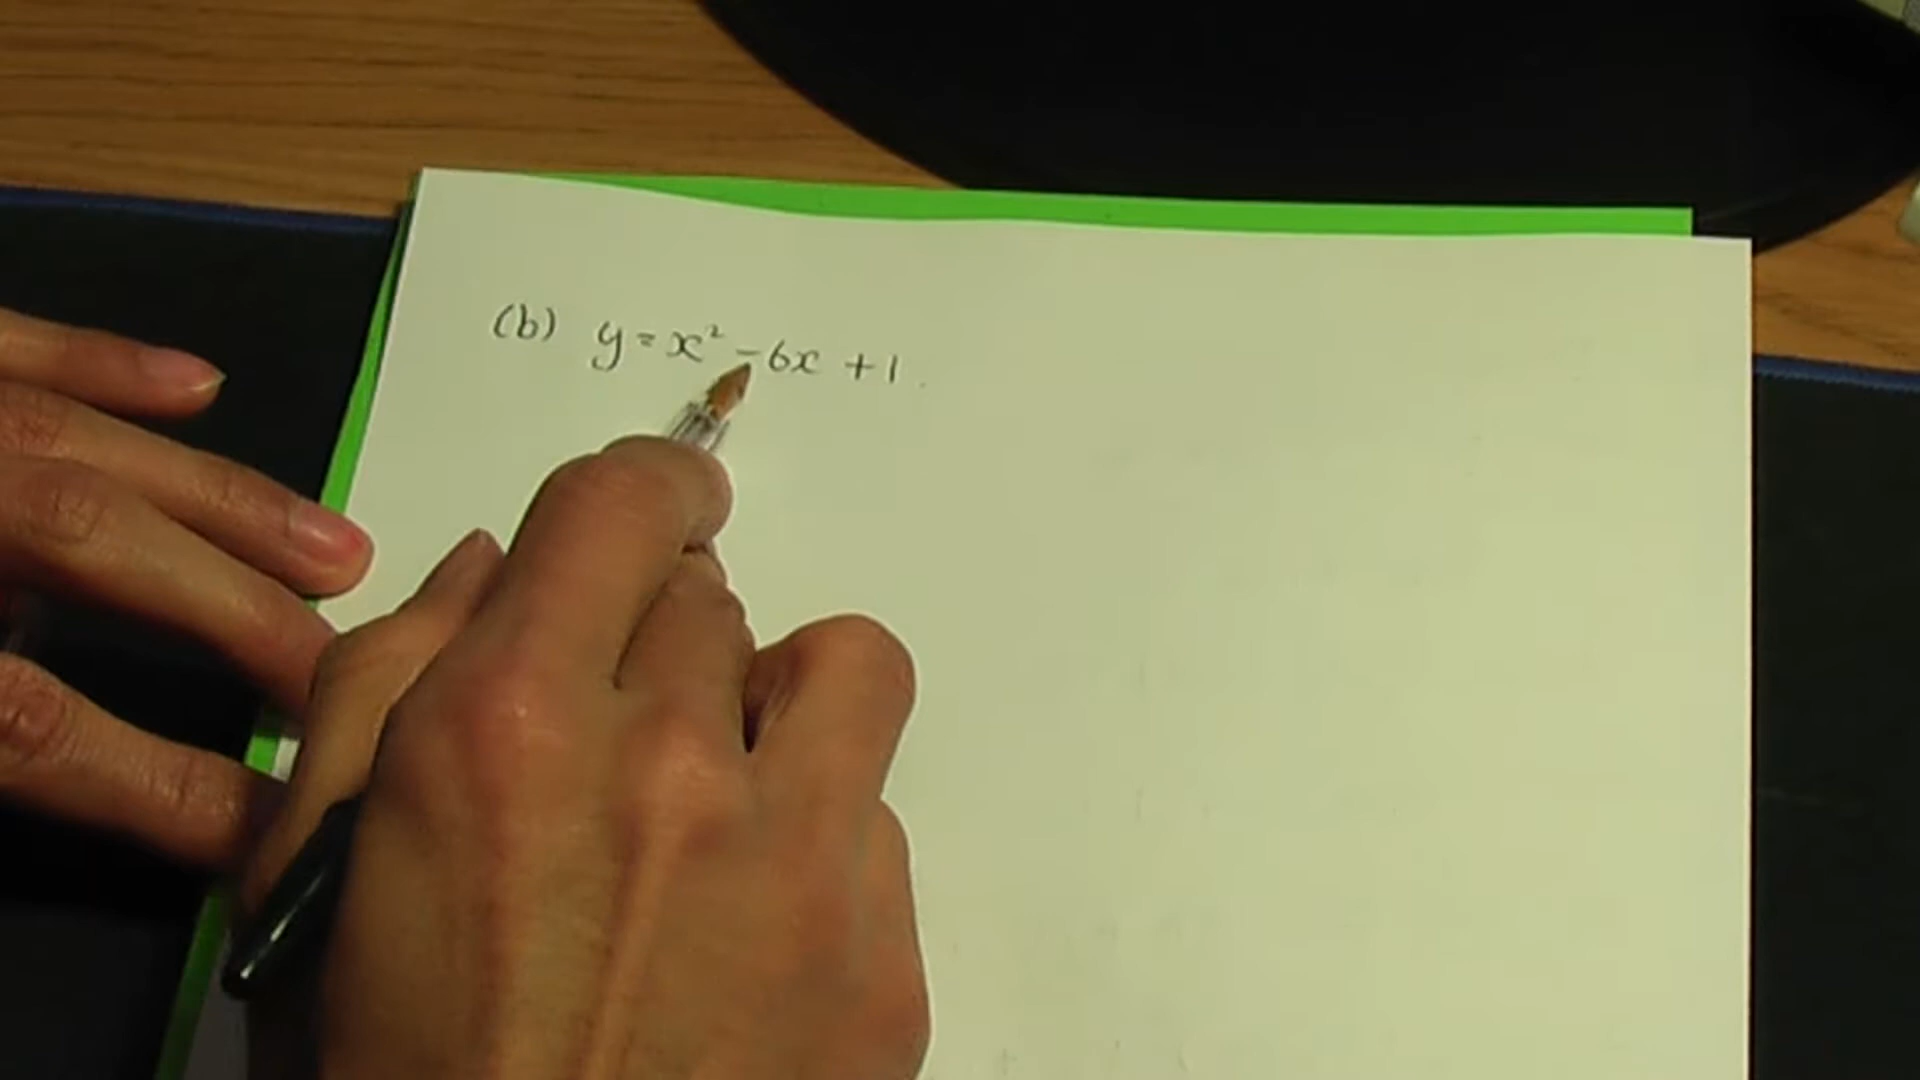 (b) y = x² - 6x + 1.